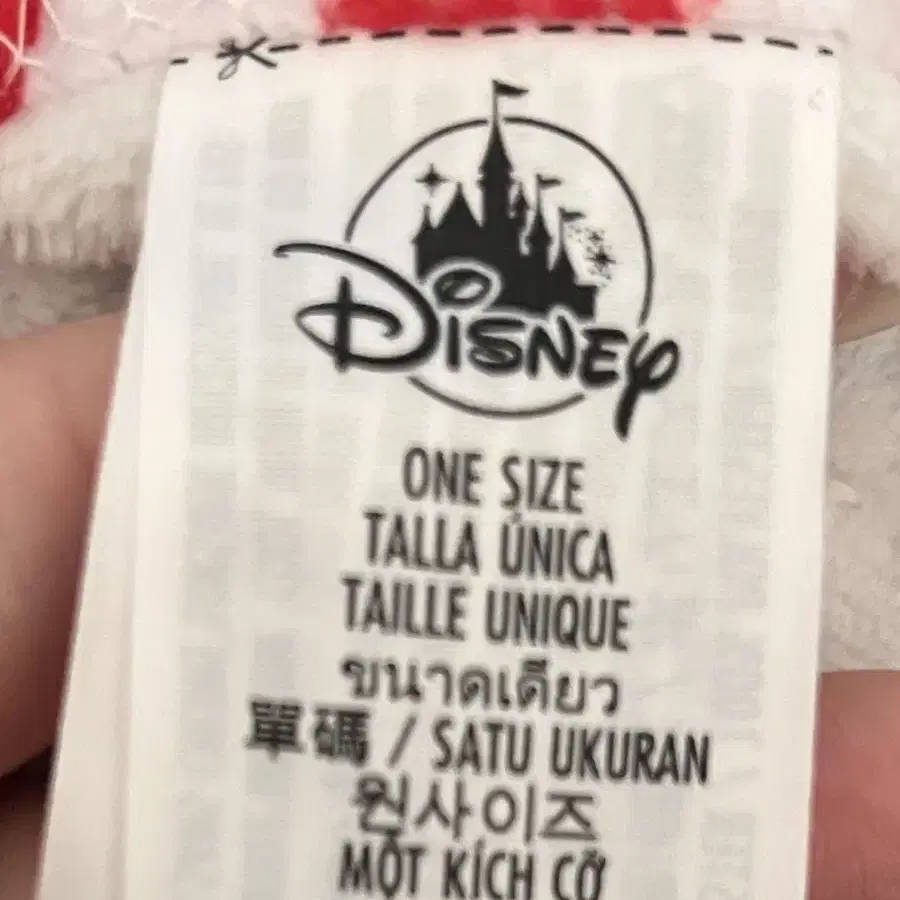 Disney
ONE SIZE
TALLA ÚNICA
TAILLE UNIQUE
ขนาดเดียว
單碼 / SATU UKURAN
원사이즈
MỘT KÍCH CỠ